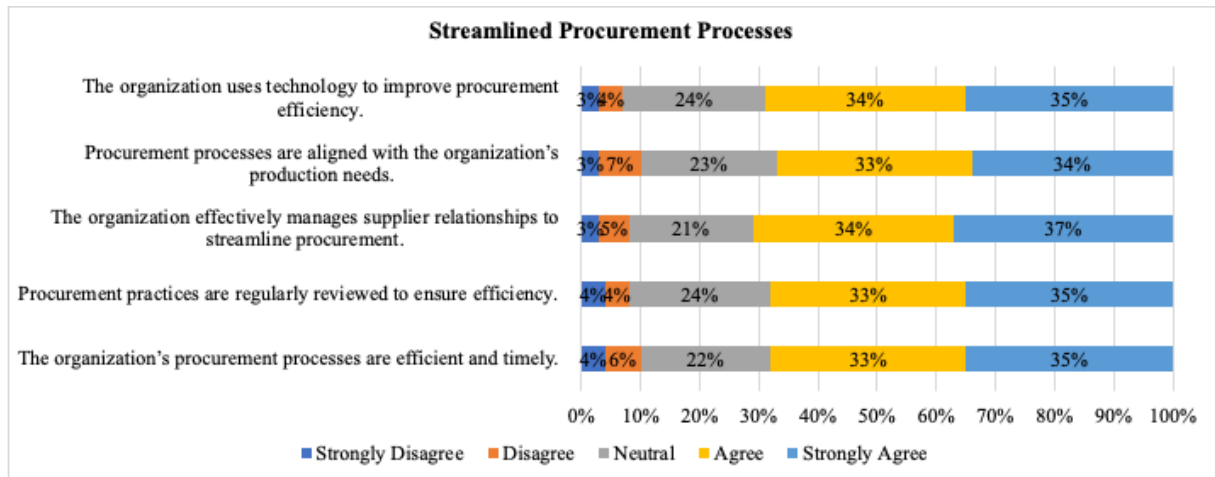 Streamlined Procurement Processes
The organization uses technology to improve procurement
efficiency.
3% 4% 24% 34% 35%
Procurement processes are aligned with the organization’s
production needs.
3% 7% 23% 33% 34%
The organization effectively manages supplier relationships to
streamline procurement.
3% 5% 21% 34% 37%
Procurement practices are regularly reviewed to ensure efficiency.
4% 4% 24% 33% 35%
The organization’s procurement processes are efficient and timely.
4% 6% 22% 33% 35%
0% 10% 20% 30% 40% 50% 60% 70% 80% 90% 100%
Strongly Disagree Disagree Neutral Agree Strongly Agree